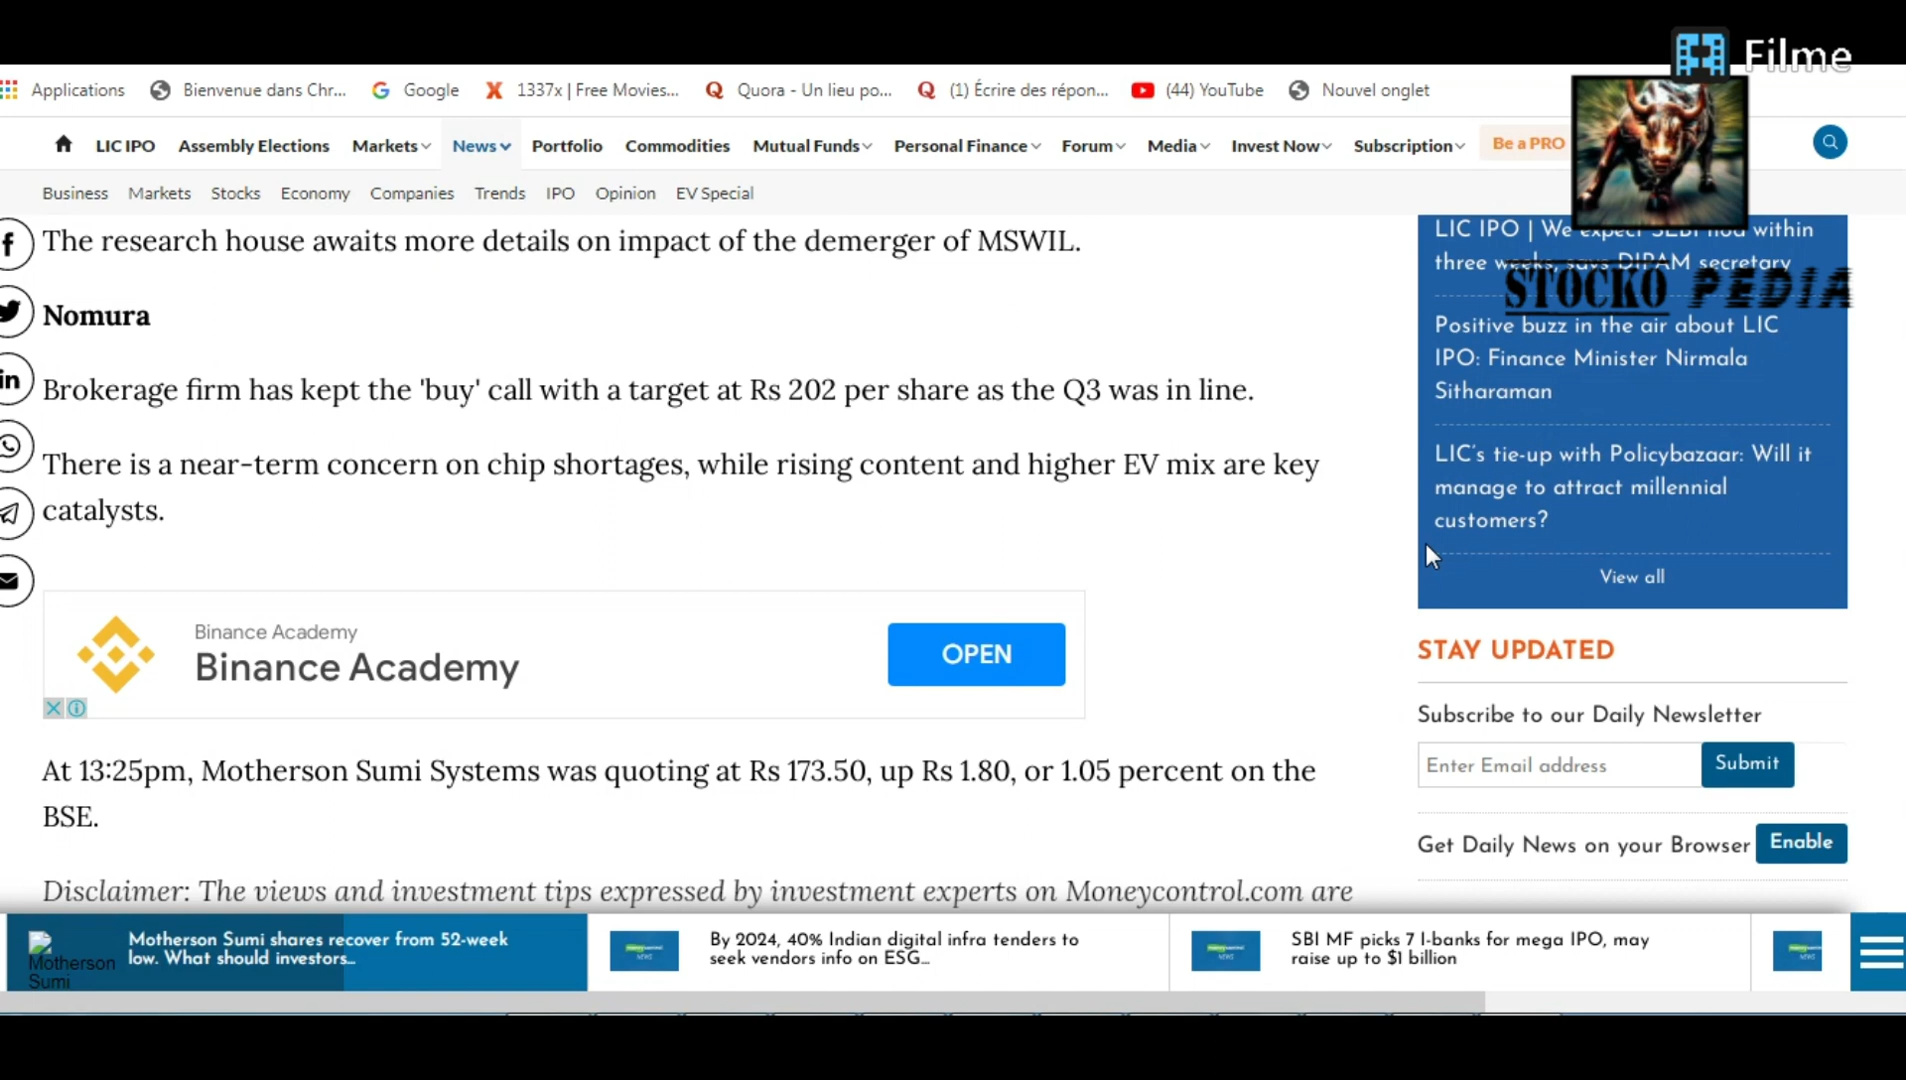 Filme
Applications Bienvenue dans Chr... Google 1337x | Free Movies... Quora - Un lieu po... (1) Écrire des répon... (44) YouTube Nouvel onglet
LIC IPO Assembly Elections Markets News Portfolio Commodities Mutual Funds Personal Finance Forum Media Invest Now Subscription Be a PRO
Business Markets Stocks Economy Companies Trends IPO Opinion EV Special
The research house awaits more details on impact of the demerger of MSWIL.
Nomura
Brokerage firm has kept the 'buy' call with a target at Rs 202 per share as the Q3 was in line.
There is a near-term concern on chip shortages, while rising content and higher EV mix are key
catalysts.
Binance Academy
Binance Academy
OPEN
At 13:25pm, Motherson Sumi Systems was quoting at Rs 173.50, up Rs 1.80, or 1.05 percent on the
BSE.
Disclaimer: The views and investment tips expressed by investment experts on Moneycontrol.com are
LIC IPO | We expect SEBI nod within
three weeks, says DIPAM secretary
STOCKO PEDIA
Positive buzz in the air about LIC
IPO: Finance Minister Nirmala
Sitharaman
LIC's tie-up with Policybazaar: Will it
manage to attract millennial
customers?
View all
STAY UPDATED
Subscribe to our Daily Newsletter
Enter Email address Submit
Get Daily News on your Browser Enable
Motherson
Sumi
Motherson Sumi shares recover from 52-week
low. What should investors...
By 2024, 40% Indian digital infra tenders to
seek vendors info on ESG...
SBI MF picks 7 I-banks for mega IPO, may
raise up to $1 billion